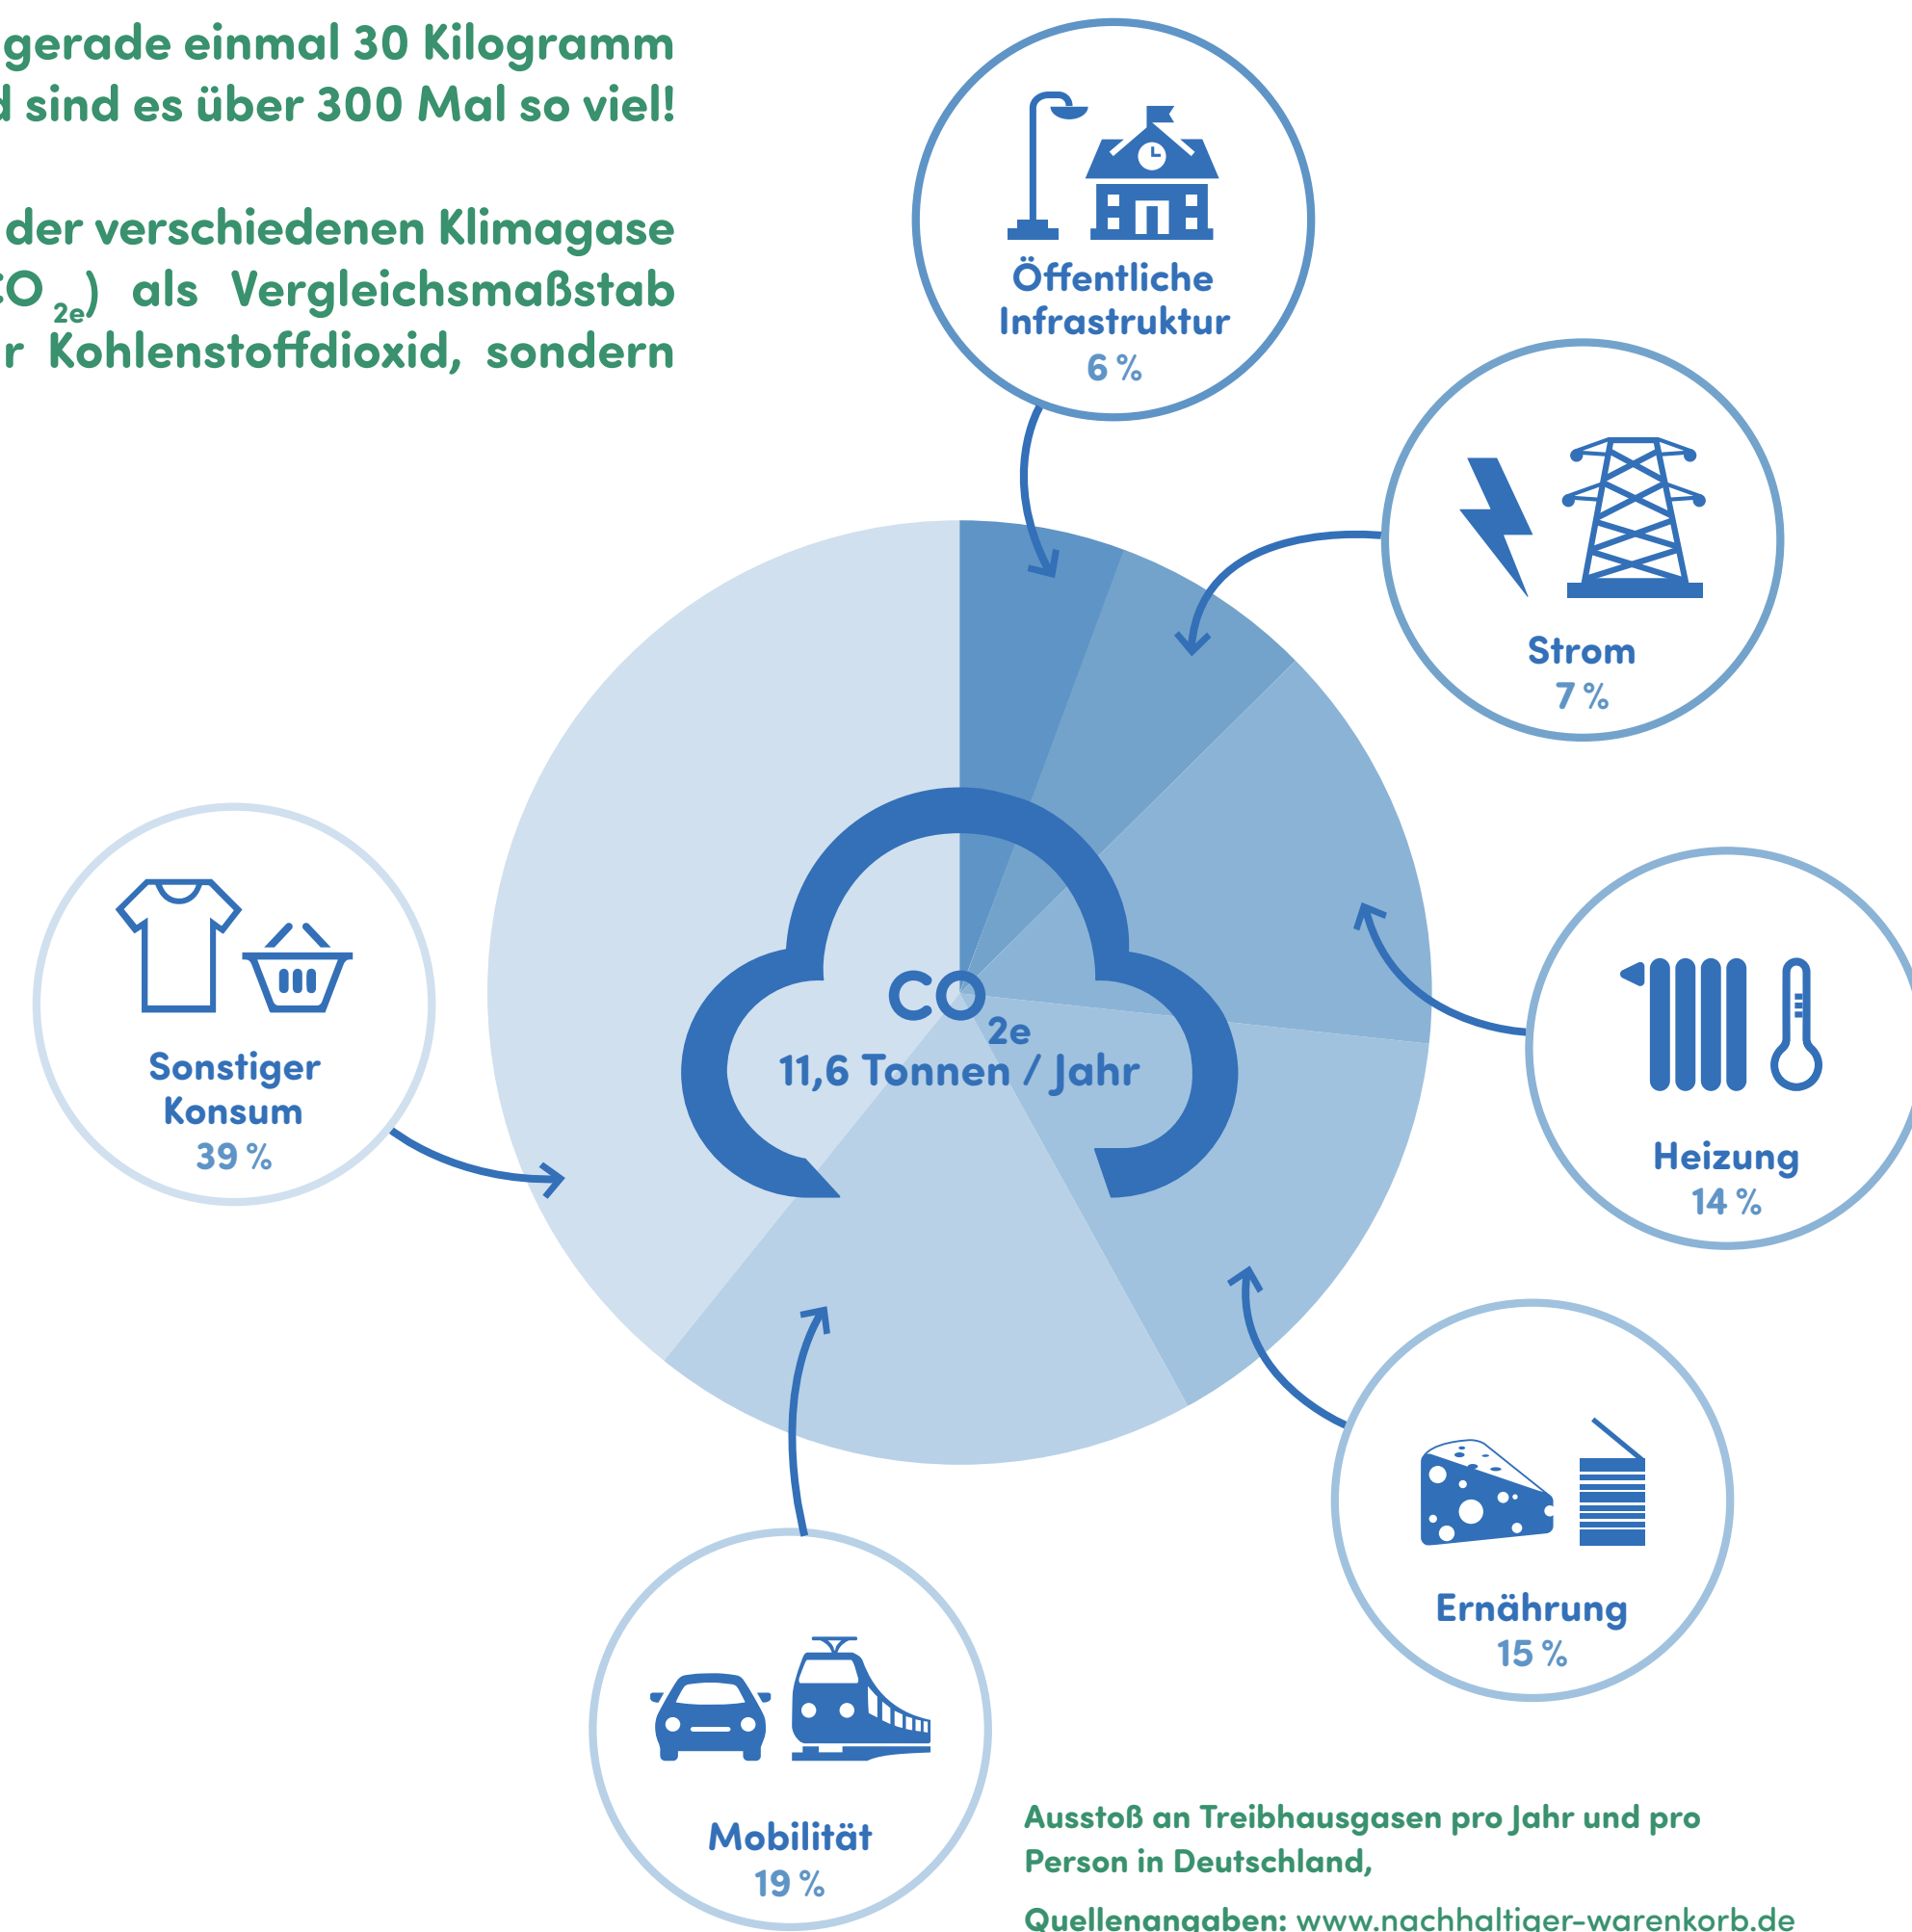 gerade einmal 30 Kilogramm
sind es über 300 Mal so viel!
der verschiedenen Klimagase
2e) als Vergleichsmaßstab
Kohlenstoffdioxid, sondern
Öffentliche
Infrastruktur
6 %
Strom
7 %
CO2e
11,6 Tonnen / Jahr
Sonstiger
Konsum
39 %
Heizung
14 %
Ernährung
15 %
Mobilität
19 %
Ausstoß an Treibhausgasen pro Jahr und pro
Person in Deutschland,
Quellenangaben: www.nachhaltiger-warenkorb.de